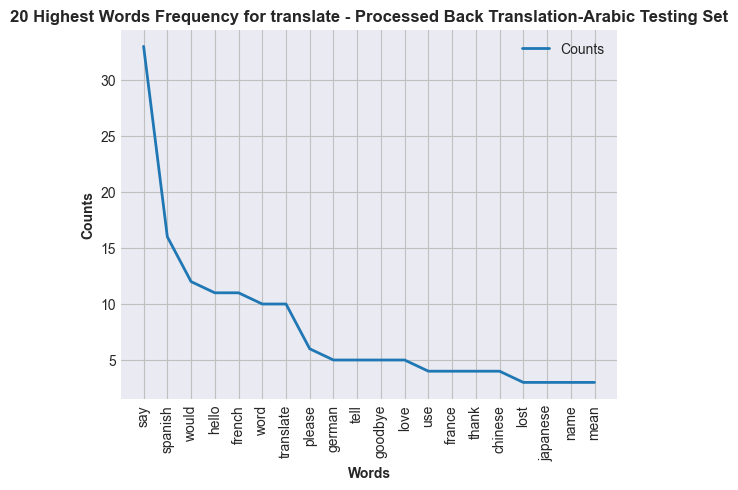 20 Highest Words Frequency for translate - Processed Back Translation-Arabic Testing Set
Counts
30
25
20
15
10
5
Counts
say
spanish
would
hello
french
word
translate
please
german
tell
goodbye
love
use
france
thank
chinese
lost
japanese
name
mean
Words